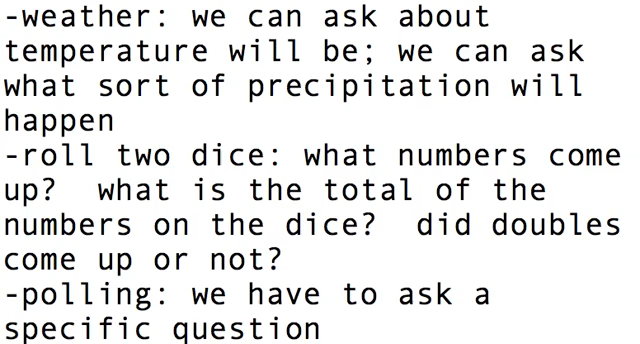 -weather: we can ask about
temperature will be; we can ask
what sort of precipitation will
happen
-roll two dice: what numbers come
up?  what is the total of the
numbers on the dice?  did doubles
come up or not?
-polling: we have to ask a
specific question